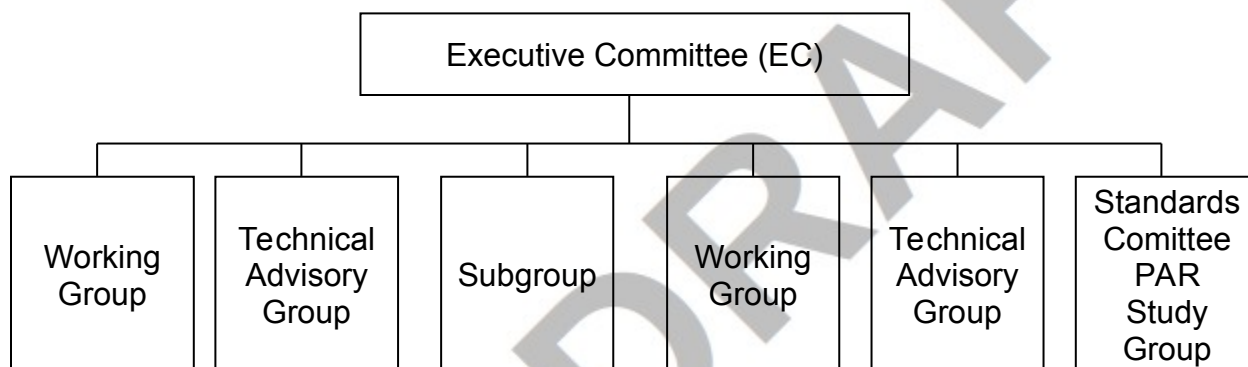 Executive Committee (EC)
Working
Group
Technical
Advisory
Group
Subgroup
Working
Group
Technical
Advisory
Group
Standards
Comittee
PAR
Study
Group